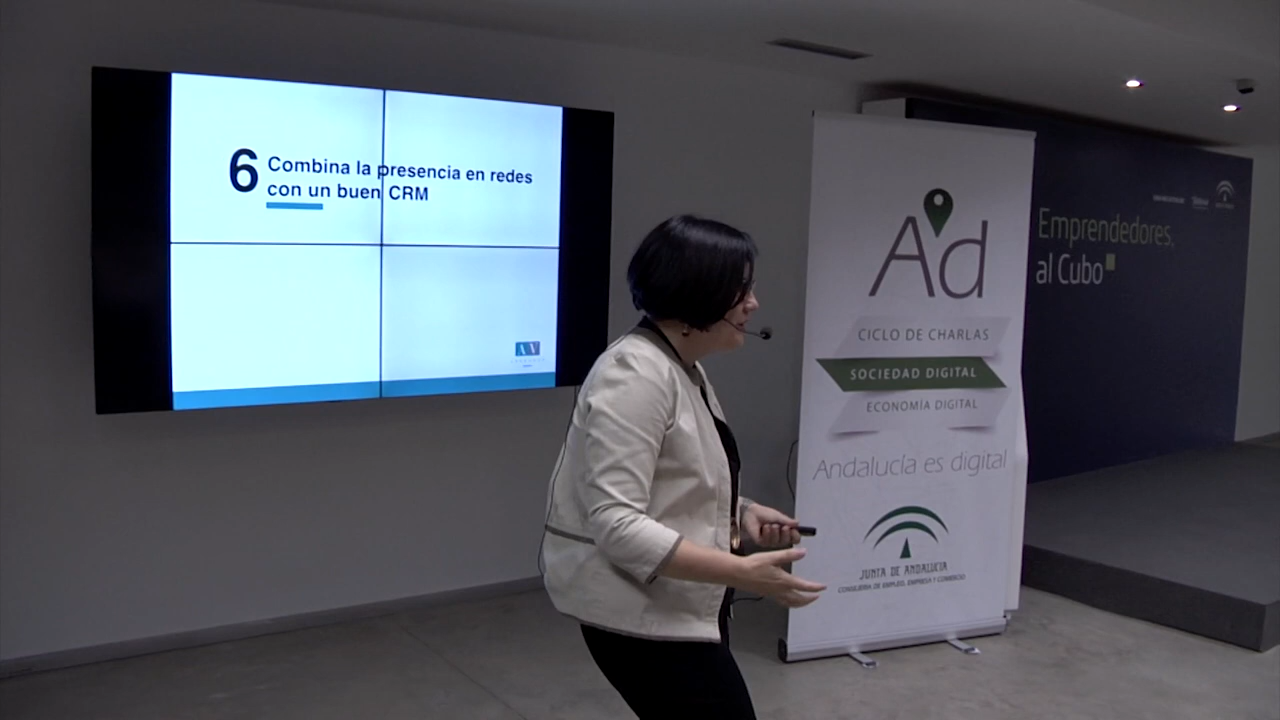 6 Combina la presencia en redes
con un buen CRM
AV
Ad
CICLO DE CHARLAS
SOCIEDAD DIGITAL
ECONOMÍA DIGITAL
Andalucía es digital
JUNTA DE ANDALUCIA
CONSEJERÍA DE EMPLEO, EMPRESA Y COMERCIO
Emprendedores,
al Cubo